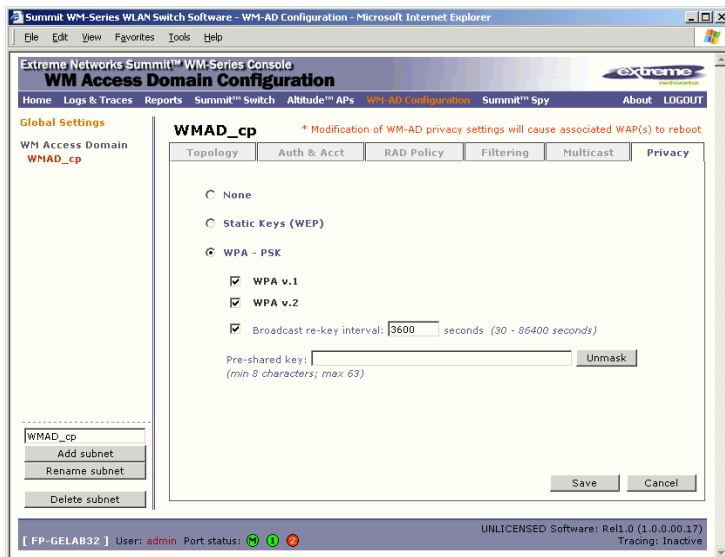 Summit WM-Series WLAN Switch Software - WM-AD Configuration - Microsoft Internet Explorer
File Edit View Favorites Tools Help
Extreme Networks Summit™ WM-Series Console
WM Access Domain Configuration
extreme
networks
Home Logs & Traces Reports Summit™ Switch Altitude™ APs WM-AD Configuration Summit™ Spy About LOGOUT
Global Settings
WM Access Domain
WMAD_cp
WMAD_cp
* Modification of WM-AD privacy settings will cause associated WAP(s) to reboot
Topology Auth & Acct RAD Policy Filtering Multicast Privacy
None
Static Keys (WEP)
WPA - PSK
WPA v.1
WPA v.2
Broadcast re-key interval: 3600 seconds (30 - 86400 seconds)
Pre-shared key: Unmask
(min 8 characters; max 63)
WMAD_cp
Add subnet
Rename subnet
Delete subnet
Save Cancel
[ FP-GELAB32 ] User: admin Port status: M 1 2
UNLICENSED Software: Rel1.0 (1.0.0.00.17)
Tracing: Inactive